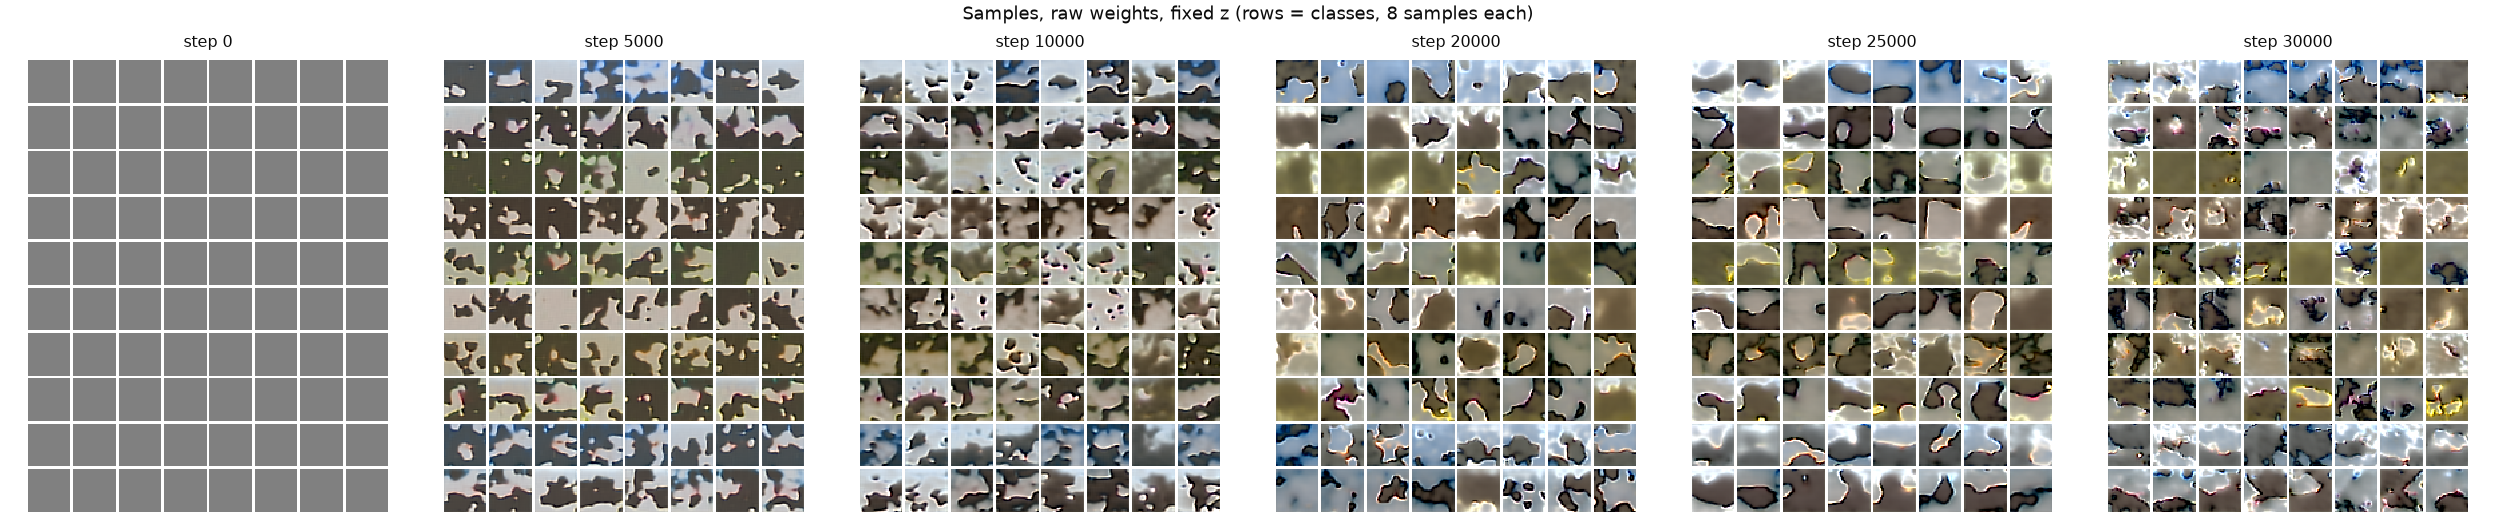 Samples, raw weights, fixed z (rows = classes, 8 samples each)
step 0
step 5000
step 10000
step 20000
step 25000
step 30000